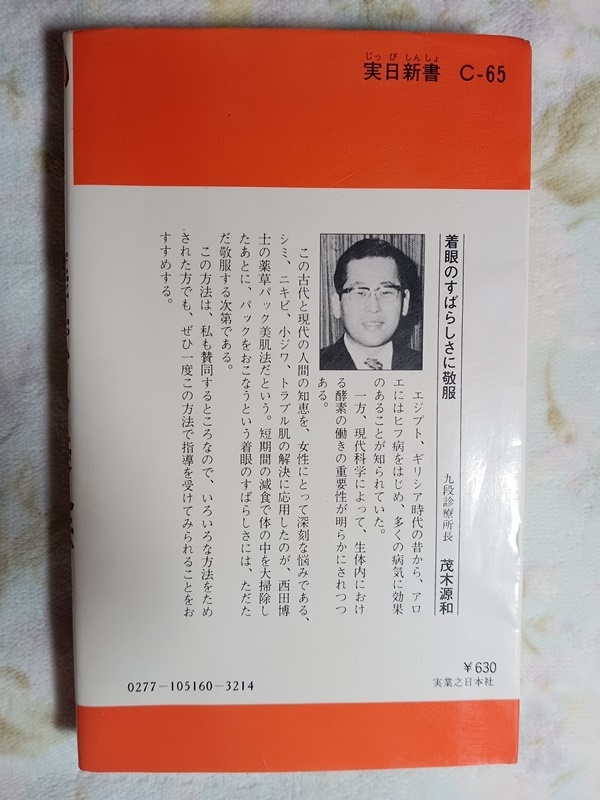 じっぴしんしょ
実日新書 C-65
着眼のすばらしさに敬服
九段診療所長 茂木源和
エジプト、ギリシア時代の昔から、アロ
エにはヒフ病をはじめ、多くの病気に効果
のあることが知られていた。
一方、現代科学によって、生体内におけ
る酵素の働きの重要性が明らかにされつつ
ある。
この古代と現代の人間の知恵を、女性にとって深刻な悩みである、
シミ、ニキビ、小ジワ、トラブル肌の解決に応用したのが、西田博
士の薬草パック美肌法だという。短期間の減食で体の中を大掃除し
たあとに、パックをおこなうという着眼のすばらしさには、ただた
だ敬服する次第である。
この方法は、私も賛同するところなので、いろいろな方法をため
された方でも、ぜひ一度この方法で指導を受けてみられることをお
すすめする。
¥630
0277-105160-3214
実業之日本社